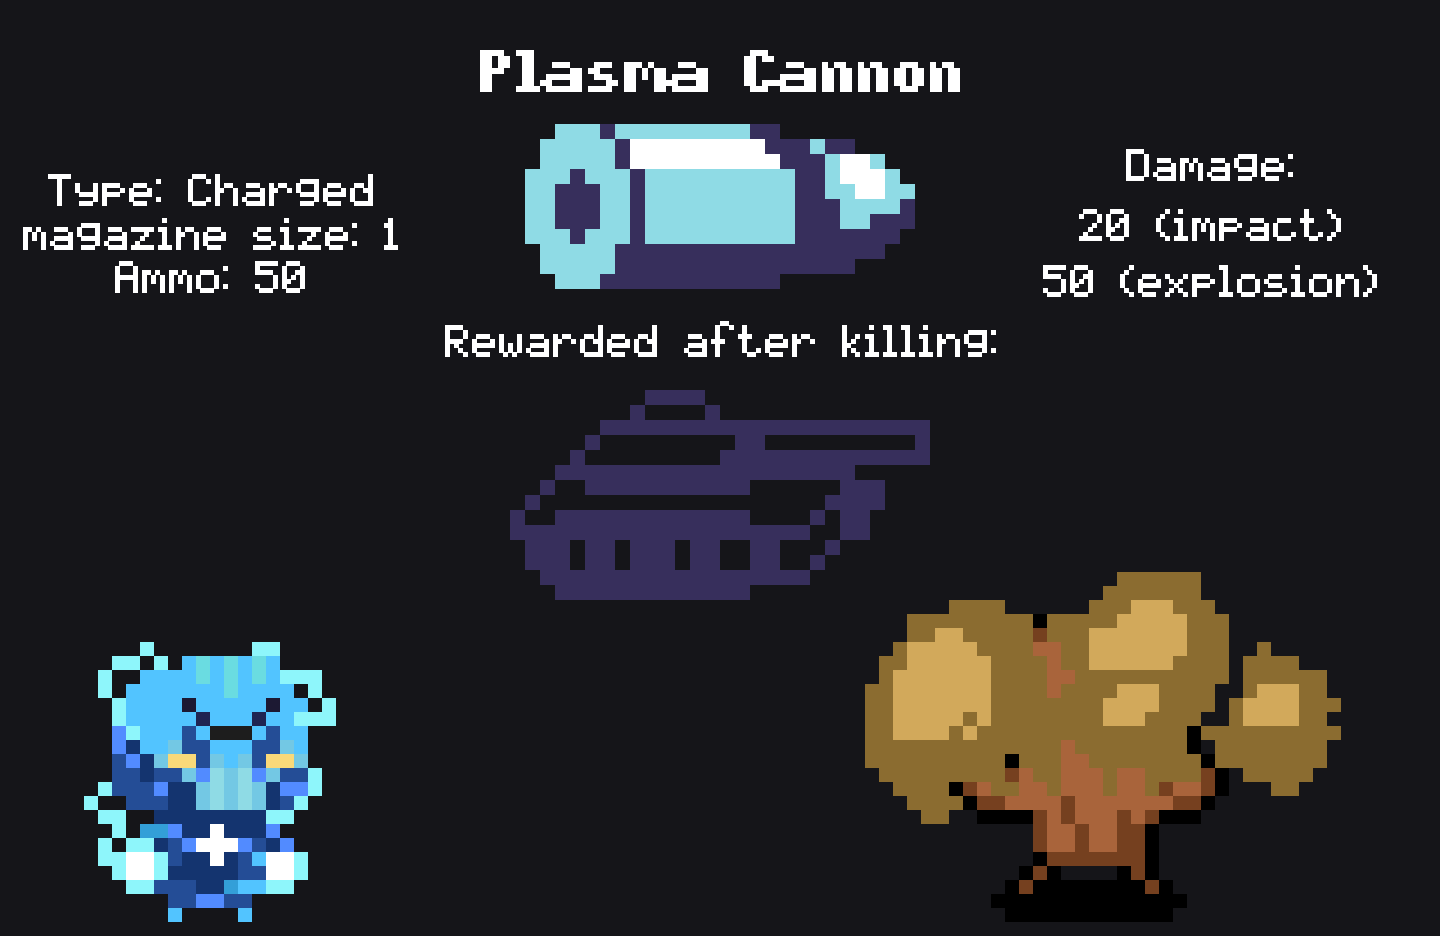 Plasma Cannon
Type: Charged
magazine size: 1
Ammo: 50
Damage:
20 (impact)
50 (explosion)
Rewarded after killing: